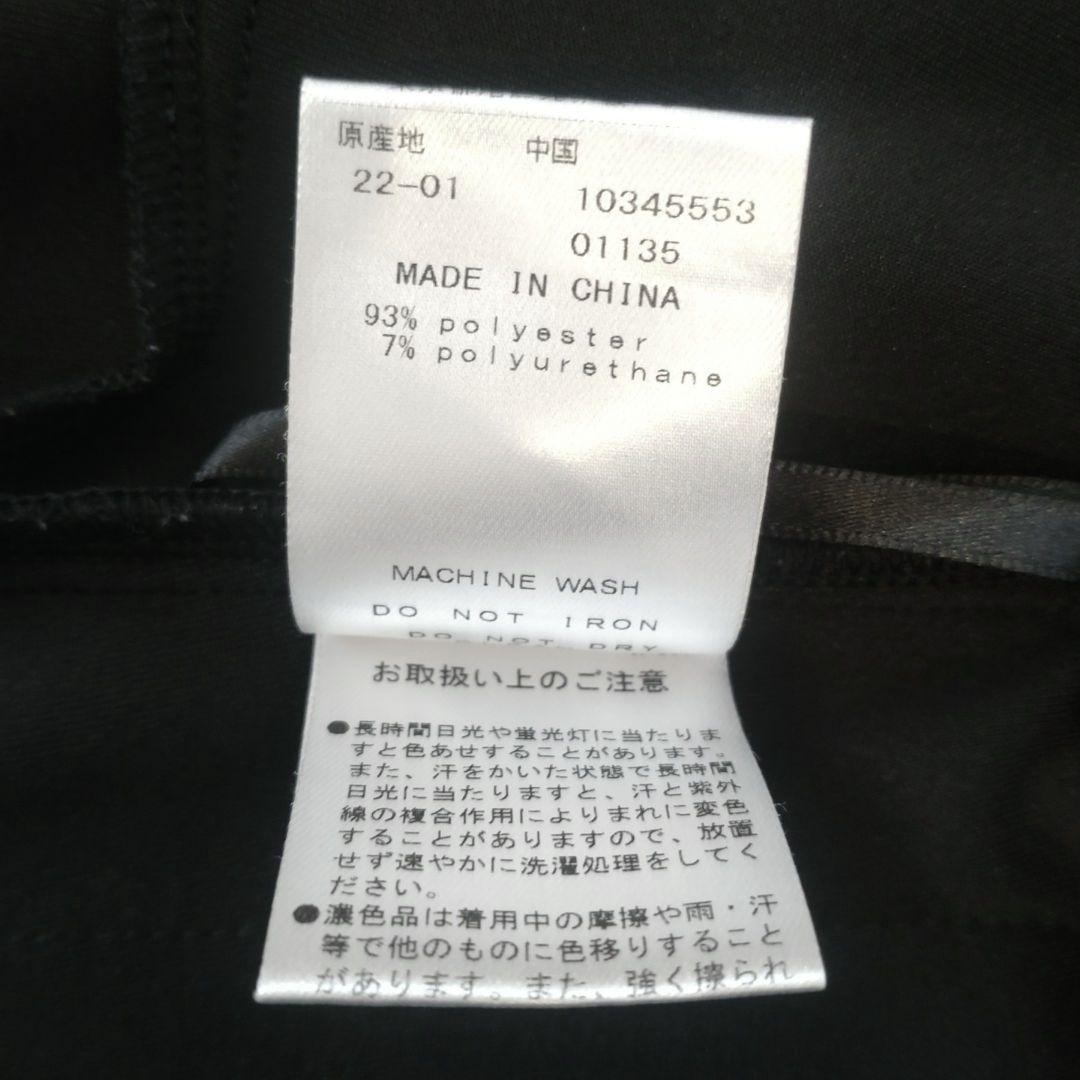 原産地 中国
22-01 10345553
01135
MADE IN CHINA
93% polyester
7% polyurethane
MACHINE WASH
DO NOT IRON
DO NOT DRY
お取扱い上のご注意
●長時間日光や蛍光灯に当たりま
すと色あせすることがあります。
また、汗をかいた状態で長時間
日光に当たりますと、汗と紫外
線の複合作用によりまれに変色
することがありますので、放置
せず速やかに洗濯処理をしてく
ださい。
●濃色品は着用中の摩擦や雨・汗
等で他のものに色移りすること
があります。また、強く擦られ